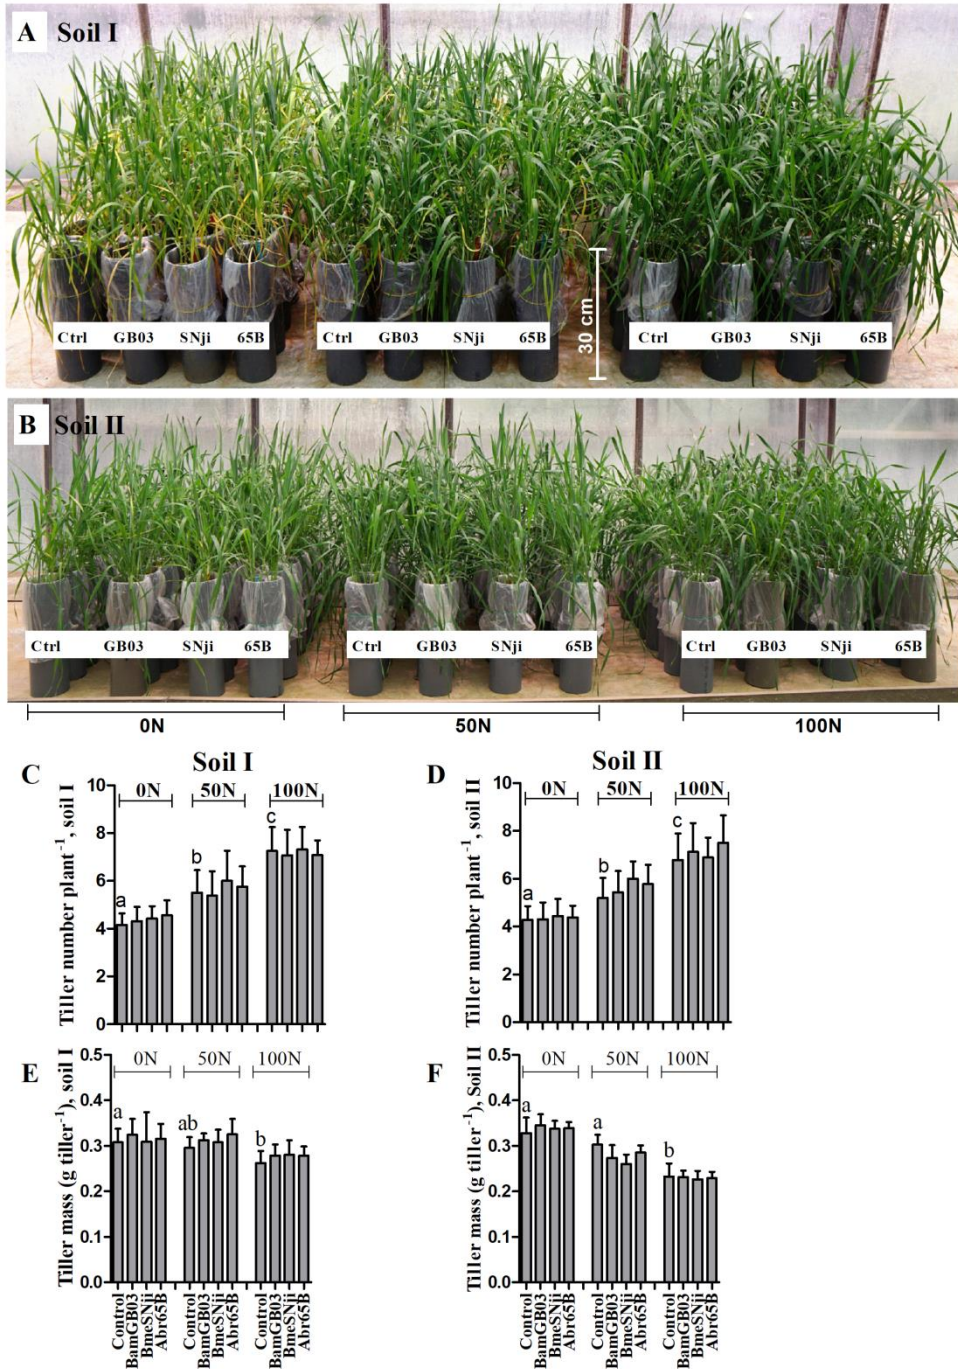 A Soil I
30 cm
Ctrl GB03 SNji 65B Ctrl GB03 SNji 65B Ctrl GB03 SNji 65B
B Soil II
Ctrl GB03 SNji 65B Ctrl GB03 SNji 65B Ctrl GB03 SNji 65B
0N 50N 100N
C Soil I
Tiller number plant⁻¹, soil I
10
8
6
4
2
0
0N 50N 100N
a b c
D Soil II
Tiller number plant⁻¹, soil II
10
8
6
4
2
0
0N 50N 100N
a b c
E
Tiller mass (g tiller⁻¹), soil I
0.5
0.4
0.3
0.2
0.1
0.0
0N 50N 100N
a ab b
Control BamGB03 BmeSNji Abr65B Control BamGB03 BmeSNji Abr65B Control BamGB03 BmeSNji Abr65B
F
Tiller mass (g tiller⁻¹), Soil II
0.5
0.4
0.3
0.2
0.1
0.0
0N 50N 100N
a a b
Control BamGB03 BmeSNji Abr65B Control BamGB03 BmeSNji Abr65B Control BamGB03 BmeSNji Abr65B